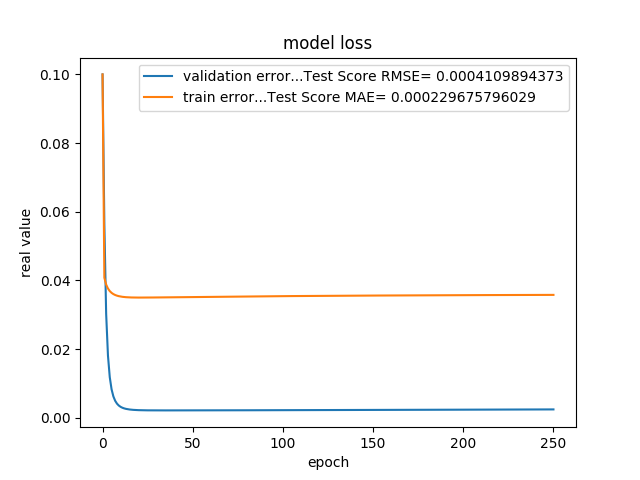 model loss
validation error...Test Score RMSE= 0.0004109894373
train error...Test Score MAE= 0.000229675796029
0.10
0.08
0.06
0.04
0.02
0.00
real value
0 50 100 150 200 250
epoch